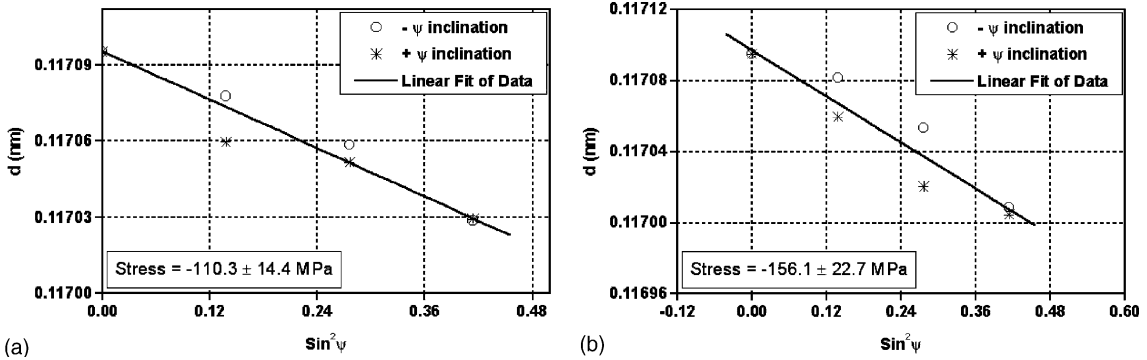 - ψ inclination
+ ψ inclination
Linear Fit of Data
0.11709
0.11706
0.11703
0.11700
d (nm)
Stress = -110.3 ± 14.4 MPa
0.00 0.12 0.24 0.36 0.48
Sin²ψ
(a)
- ψ inclination
+ ψ inclination
Linear Fit of Data
0.11712
0.11708
0.11704
0.11700
0.11696
d (nm)
Stress = -156.1 ± 22.7 MPa
-0.12 0.00 0.12 0.24 0.36 0.48 0.60
Sin²ψ
(b)